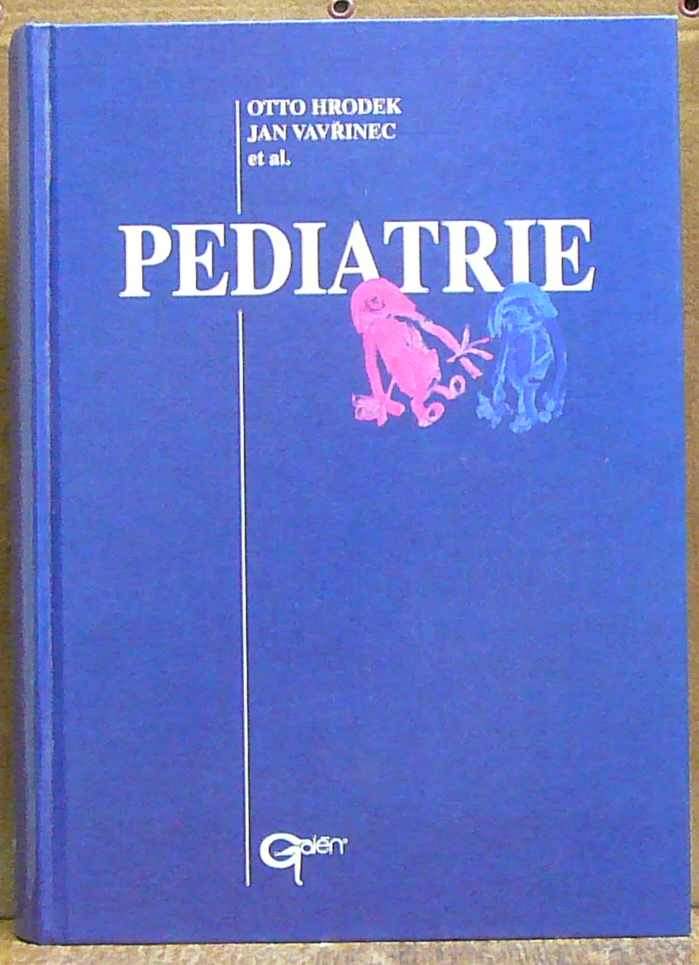 OTTO HRODEK
JAN VAVŘINEC
et al.
PEDIATRIE
Galén®